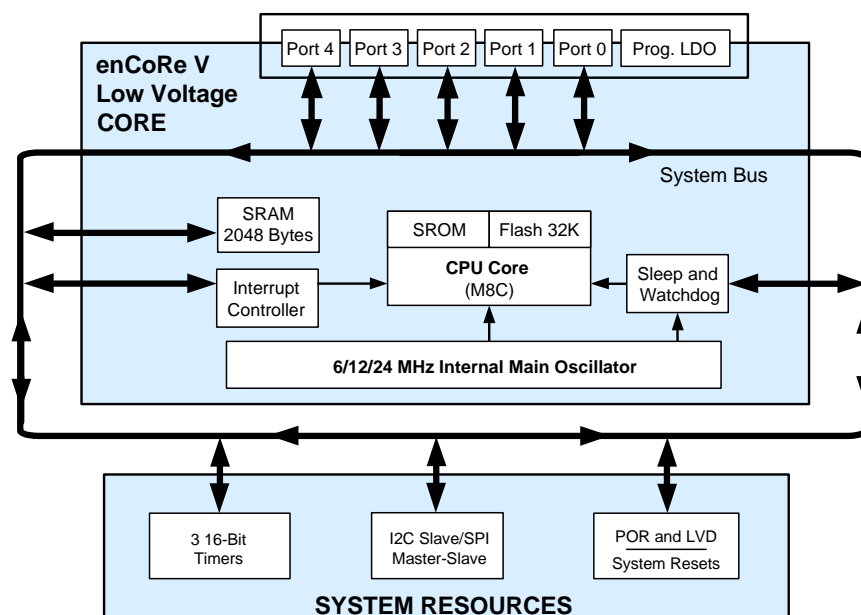 Port 4 Port 3 Port 2 Port 1 Port 0 Prog. LDO
enCoRe V
Low Voltage
CORE
System Bus
SRAM
2048 Bytes
SROM Flash 32K
CPU Core
(M8C)
Interrupt
Controller
Sleep and
Watchdog
6/12/24 MHz Internal Main Oscillator
3 16-Bit
Timers
I2C Slave/SPI
Master-Slave
POR and LVD
System Resets
SYSTEM RESOURCES